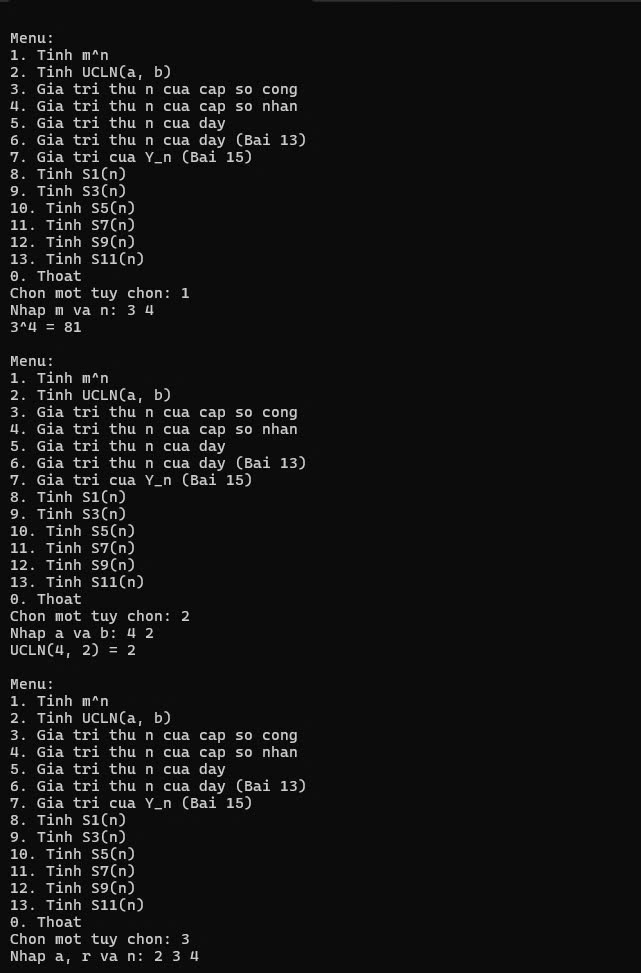 Menu:
1. Tinh m^n
2. Tinh UCLN(a, b)
3. Gia tri thu n cua cap so cong
4. Gia tri thu n cua cap so nhan
5. Gia tri thu n cua day
6. Gia tri thu n cua day (Bai 13)
7. Gia tri cua Y_n (Bai 15)
8. Tinh S1(n)
9. Tinh S3(n)
10. Tinh S5(n)
11. Tinh S7(n)
12. Tinh S9(n)
13. Tinh S11(n)
0. Thoat
Chon mot tuy chon: 1
Nhap m va n: 3 4
3^4 = 81
Menu:
1. Tinh m^n
2. Tinh UCLN(a, b)
3. Gia tri thu n cua cap so cong
4. Gia tri thu n cua cap so nhan
5. Gia tri thu n cua day
6. Gia tri thu n cua day (Bai 13)
7. Gia tri cua Y_n (Bai 15)
8. Tinh S1(n)
9. Tinh S3(n)
10. Tinh S5(n)
11. Tinh S7(n)
12. Tinh S9(n)
13. Tinh S11(n)
0. Thoat
Chon mot tuy chon: 2
Nhap a va b: 4 2
UCLN(4, 2) = 2
Menu:
1. Tinh m^n
2. Tinh UCLN(a, b)
3. Gia tri thu n cua cap so cong
4. Gia tri thu n cua cap so nhan
5. Gia tri thu n cua day
6. Gia tri thu n cua day (Bai 13)
7. Gia tri cua Y_n (Bai 15)
8. Tinh S1(n)
9. Tinh S3(n)
10. Tinh S5(n)
11. Tinh S7(n)
12. Tinh S9(n)
13. Tinh S11(n)
0. Thoat
Chon mot tuy chon: 3
Nhap a, r va n: 2 3 4